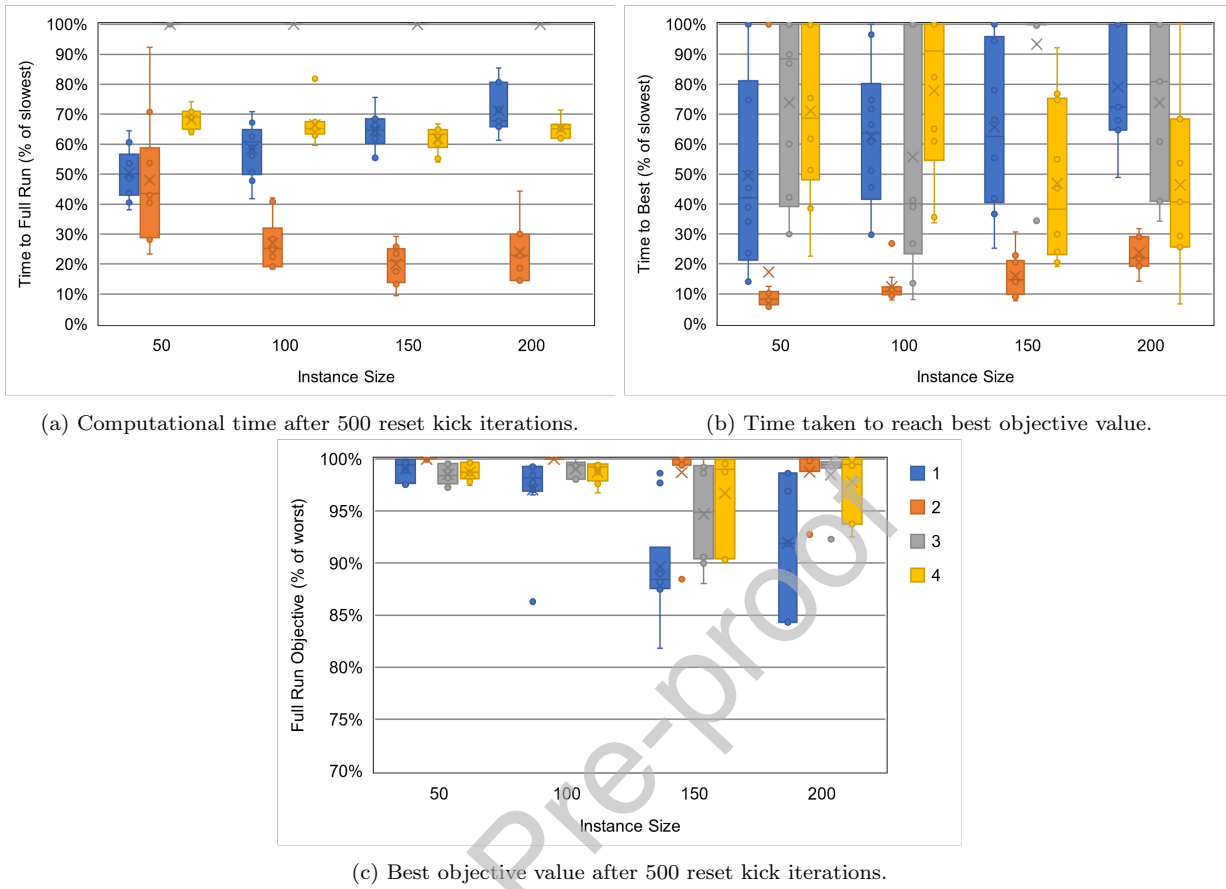 100%
90%
80%
70%
60%
50%
40%
30%
20%
10%
0%
Time to Full Run (% of slowest)
50 100 150 200
Instance Size
(a) Computational time after 500 reset kick iterations.
100%
90%
80%
70%
60%
50%
40%
30%
20%
10%
0%
Time to Best (% of slowest)
50 100 150 200
Instance Size
(b) Time taken to reach best objective value.
100%
95%
90%
85%
80%
75%
70%
Full Run Objective (% of worst)
50 100 150 200
Instance Size
1
2
3
4
Pre-proof
(c) Best objective value after 500 reset kick iterations.